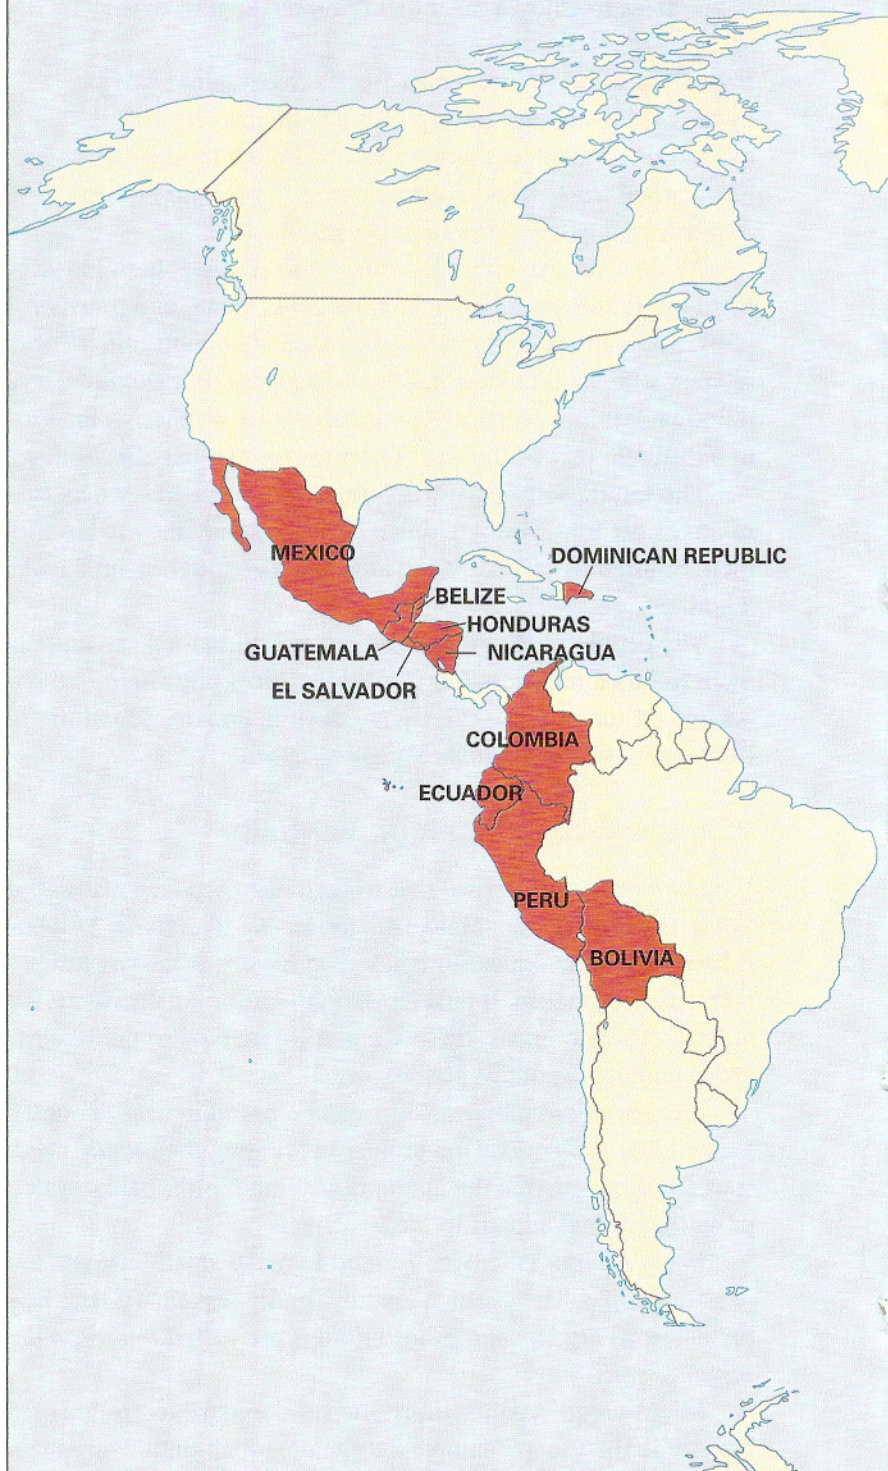 MEXICO
DOMINICAN REPUBLIC
BELIZE
HONDURAS
GUATEMALA
NICARAGUA
EL SALVADOR
COLOMBIA
ECUADOR
PERU
BOLIVIA